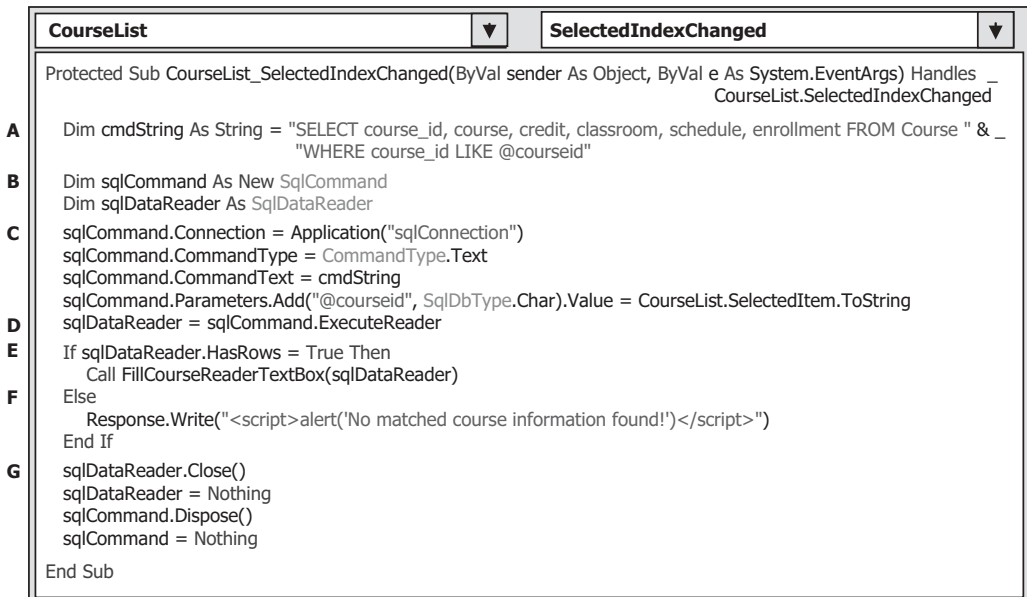 CourseList SelectedIndexChanged
Protected Sub CourseList_SelectedIndexChanged(ByVal sender As Object, ByVal e As System.EventArgs) Handles _
CourseList.SelectedIndexChanged
A Dim cmdString As String = "SELECT course_id, course, credit, classroom, schedule, enrollment FROM Course " & _
"WHERE course_id LIKE @courseid"
B Dim sqlCommand As New SqlCommand
Dim sqlDataReader As SqlDataReader
C sqlCommand.Connection = Application("sqlConnection")
sqlCommand.CommandType = CommandType.Text
sqlCommand.CommandText = cmdString
sqlCommand.Parameters.Add("@courseid", SqlDbType.Char).Value = CourseList.SelectedItem.ToString
D sqlDataReader = sqlCommand.ExecuteReader
E If sqlDataReader.HasRows = True Then
Call FillCourseReaderTextBox(sqlDataReader)
F Else
Response.Write("<script>alert('No matched course information found!')</script>")
End If
G sqlDataReader.Close()
sqlDataReader = Nothing
sqlCommand.Dispose()
sqlCommand = Nothing
End Sub